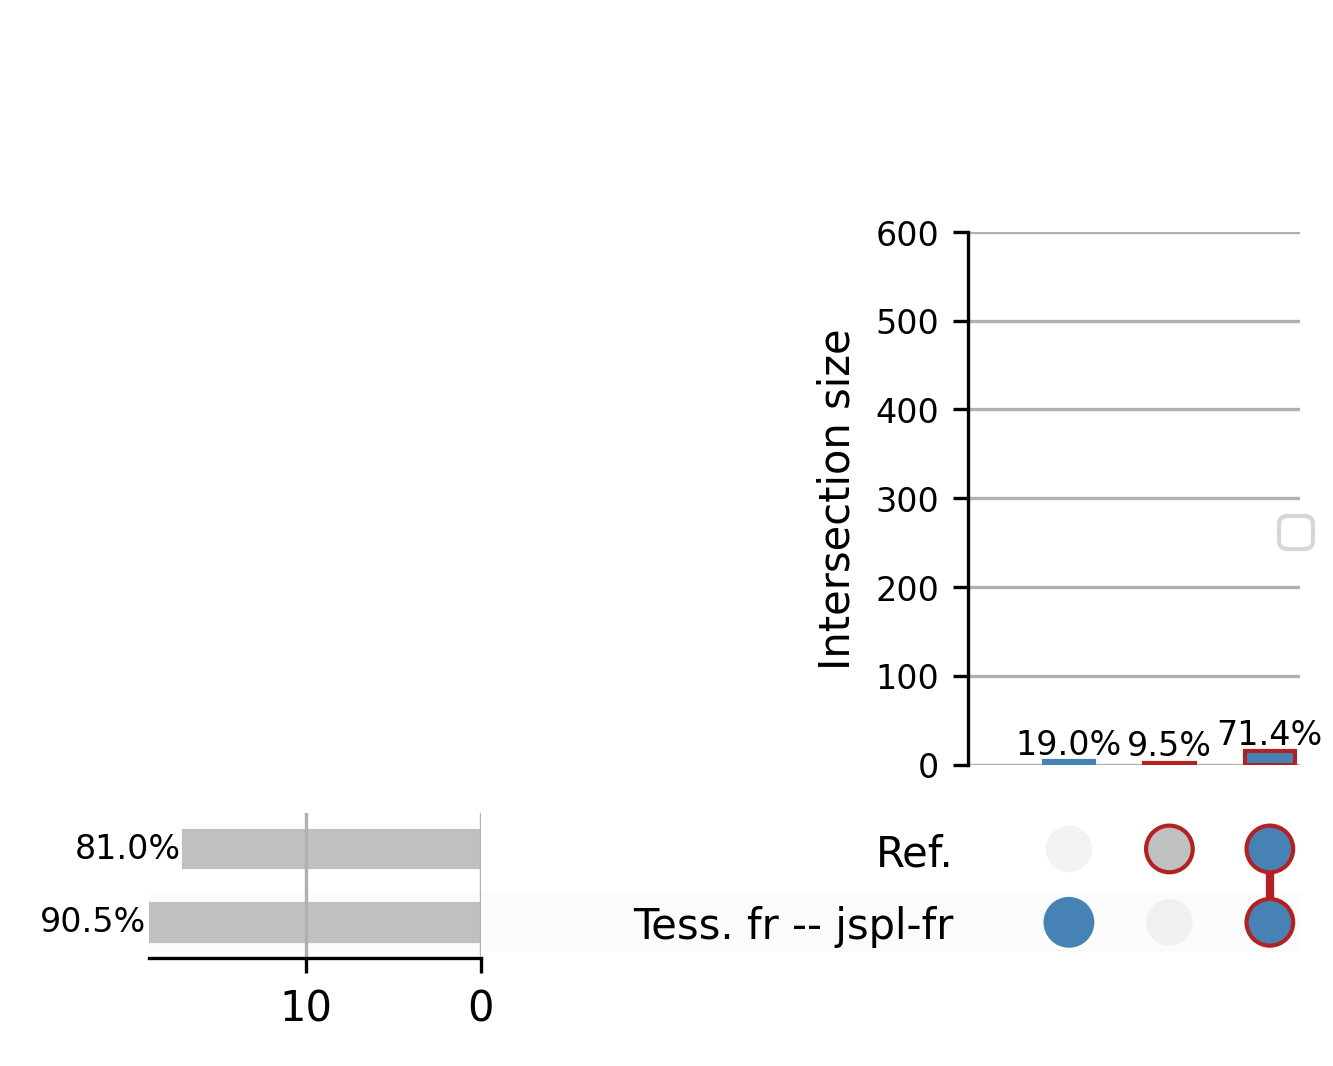 600
500
400
300
200
100
0
Intersection size
19.0% 9.5% 71.4%
81.0%
90.5%
10 0
Ref.
Tess. fr -- jspl-fr